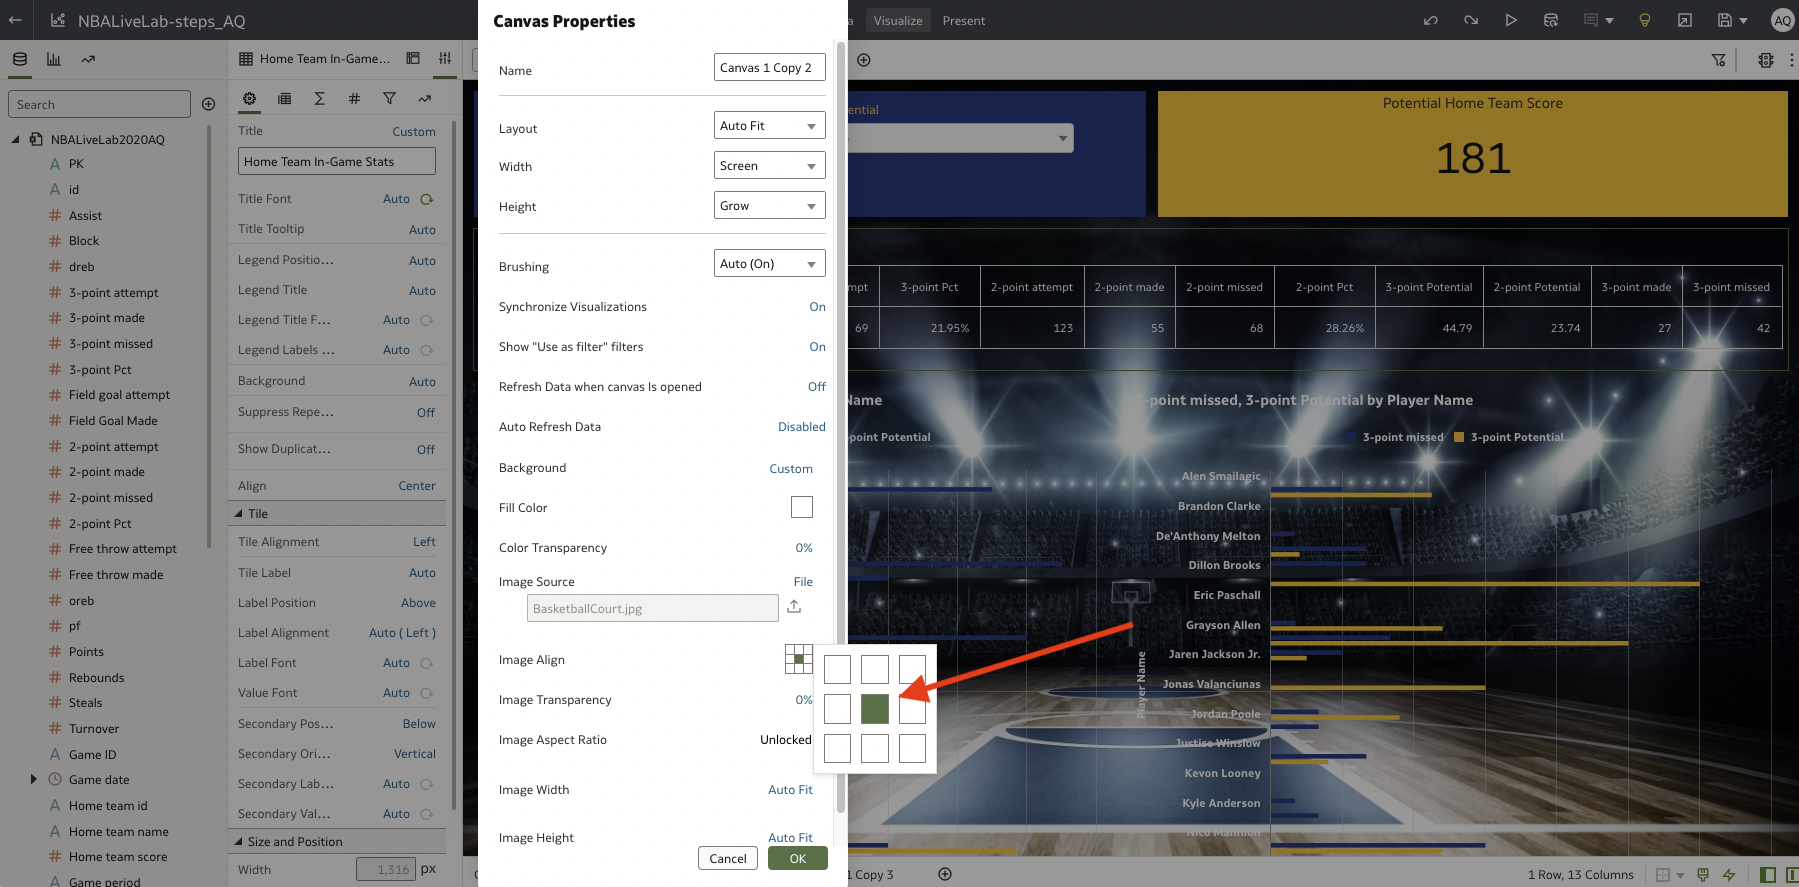 NBALiveLab-steps_AQ
Visualize
Present
AQ
Canvas Properties
Name
Canvas 1 Copy 2
Layout
Auto Fit
Width
Screen
Height
Grow
Brushing
Auto (On)
Synchronize Visualizations
On
Show "Use as filter" filters
On
Refresh Data when canvas Is opened
Off
Auto Refresh Data
Disabled
Background
Custom
Fill Color
Color Transparency
0%
Image Source
File
BasketballCourt.jpg
Image Align
Image Transparency
0%
Image Aspect Ratio
Unlocked
Image Width
Auto Fit
Image Height
Auto Fit
Cancel
OK
Search
NBALiveLab2020AQ
PK
id
Assist
Block
dreb
3-point attempt
3-point made
3-point missed
3-point Pct
Field goal attempt
Field Goal Made
2-point attempt
2-point made
2-point missed
2-point Pct
Free throw attempt
Free throw made
oreb
pf
Points
Rebounds
Steals
Turnover
Game ID
Game date
Home team id
Home team name
Home team score
Game period
Home Team In-Game...
Title
Custom
Home Team In-Game Stats
Title Font
Auto
Title Tooltip
Auto
Legend Positio...
Auto
Legend Title
Auto
Legend Title F...
Auto
Legend Labels ...
Auto
Background
Auto
Suppress Repe...
Off
Show Duplicat...
Off
Align
Center
Tile
Tile Alignment
Left
Tile Label
Auto
Label Position
Above
Label Alignment
Auto ( Left )
Label Font
Auto
Value Font
Auto
Secondary Pos...
Below
Secondary Ori...
Vertical
Secondary Lab...
Auto
Secondary Val...
Auto
Size and Position
Width
1,316
px
ential
Potential Home Team Score
181
mpt
3-point Pct
2-point attempt
2-point made
2-point missed
2-point Pct
3-point Potential
2-point Potential
3-point made
3-point missed
69
21.95%
123
55
68
28.26%
44.79
23.74
27
42
Name
-point missed, 3-point Potential by Player Name
point Potential
3-point missed
3-point Potential
Player Name
Alen Smailagic
Brandon Clarke
De'Anthony Melton
Dillon Brooks
Eric Paschall
Grayson Allen
Jaren Jackson Jr.
Jonas Valanciunas
Jordan Poole
Justise Winslow
Kevon Looney
Kyle Anderson
Nico Mannion
1 Copy 3
1 Row, 13 Columns